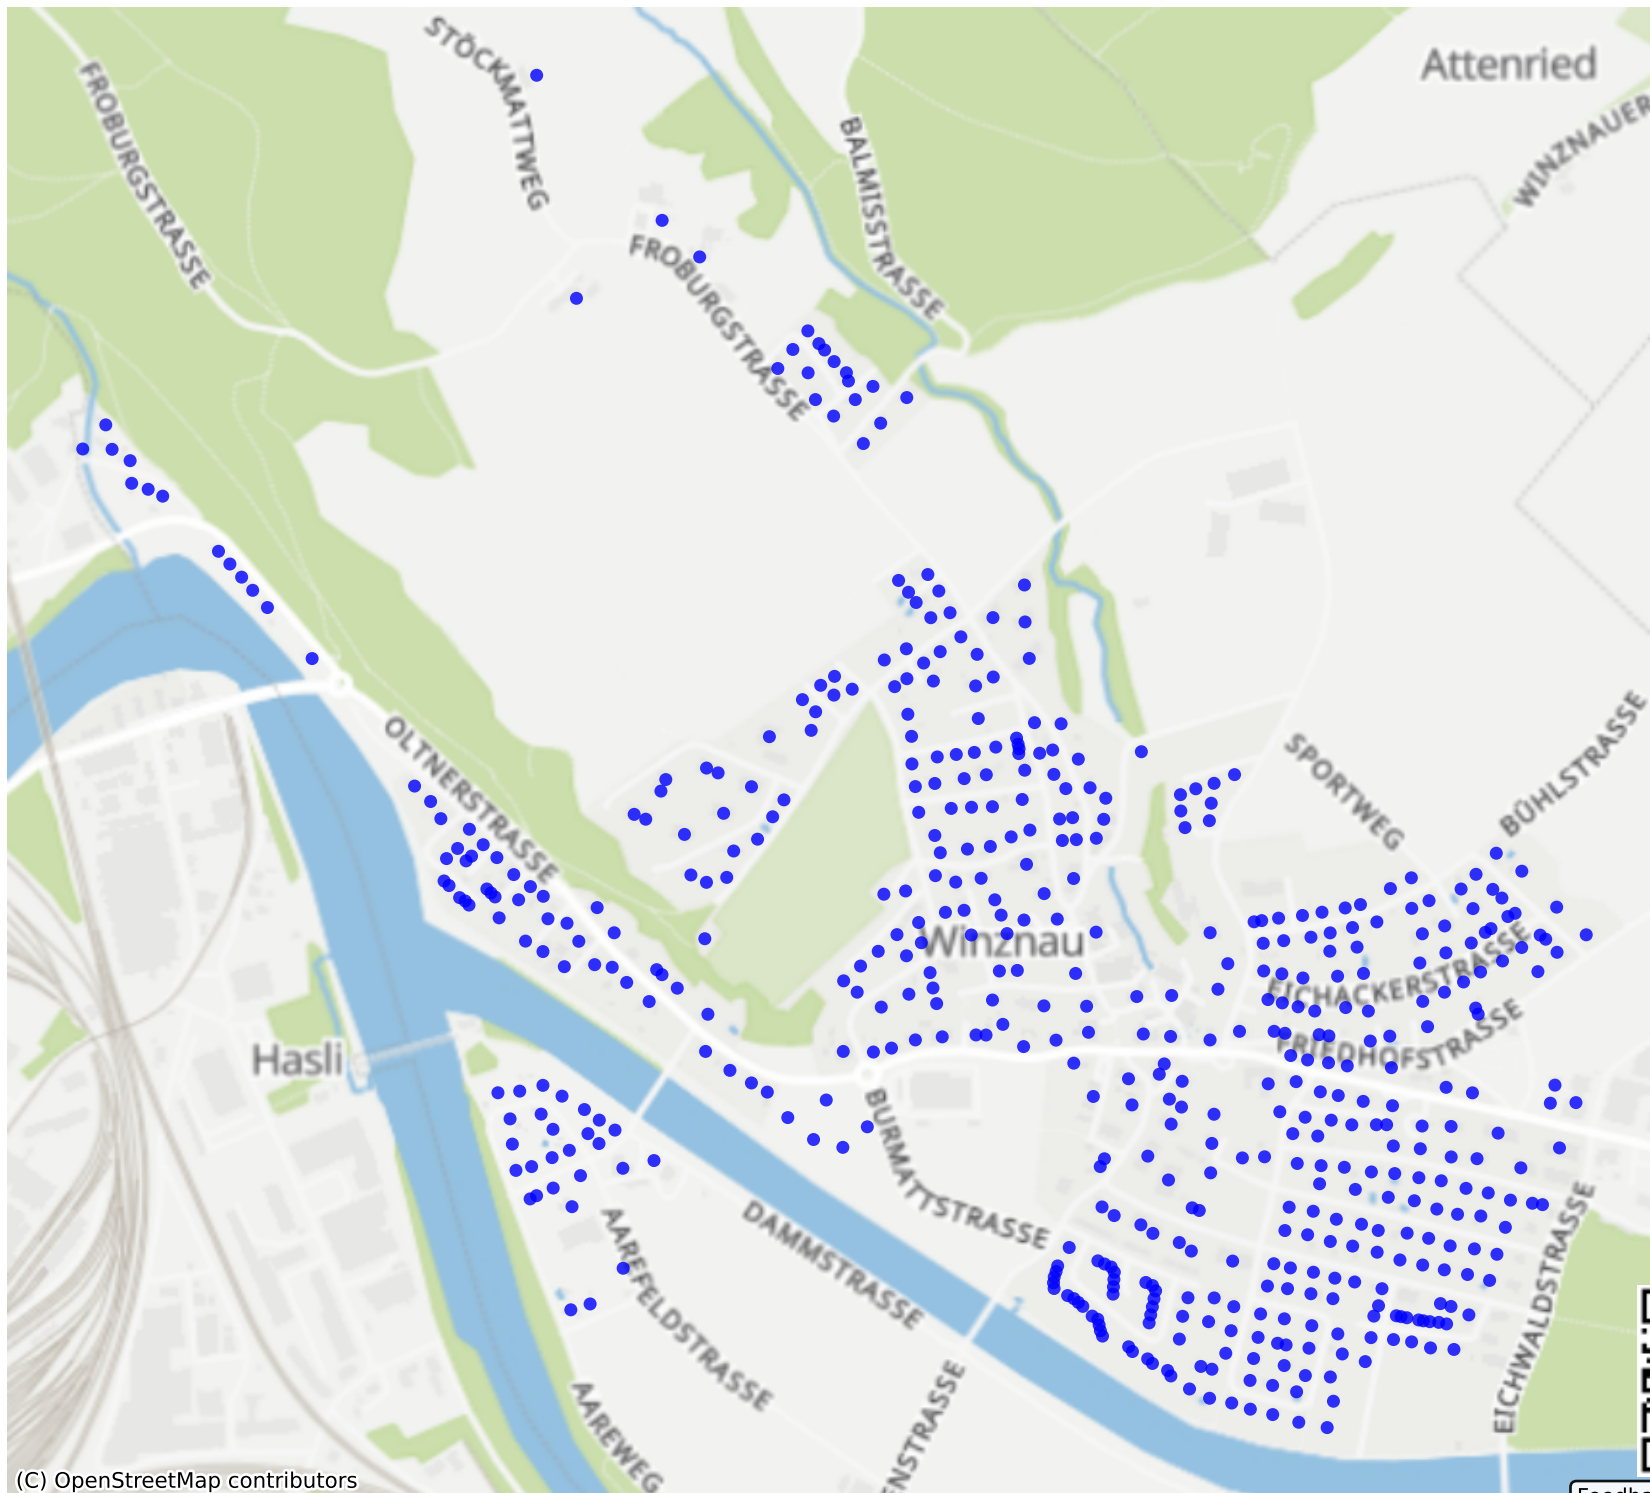 STÖCKMATTWEG
Attenried
FROBURGSTRASSE
BALMISSTRASSE
WINZNAUER
FROBURGSTRASSE
OLTNERSTRASSE
SPORTWEG
BÜHLSTRASSE
Winznau
EICHACKERSTRASSE
FRIEDHOFSTRASSE
Hasli
BURMATTSTRASSE
DAMMSTRASSE
AAREFELDSTRASSE
EICHWALDSTRASSE
AAREWEG
ENSTRASSE
(C) OpenStreetMap contributors